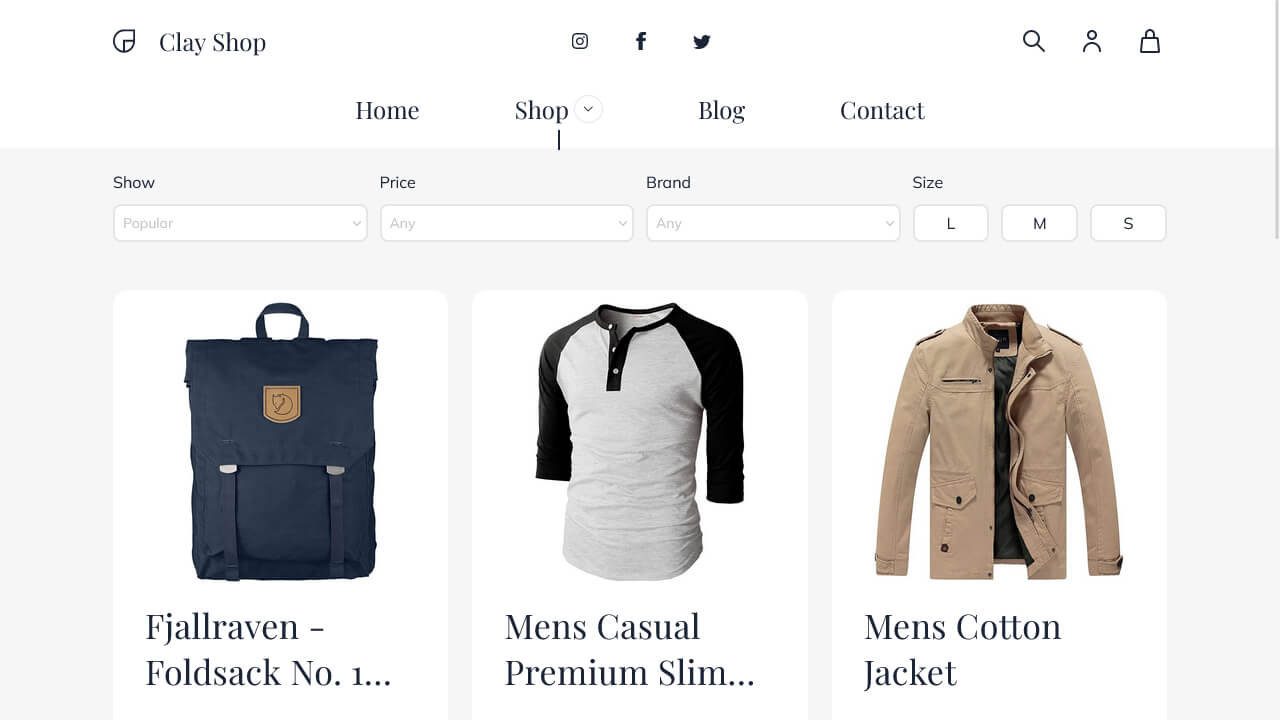 Clay Shop
Home Shop Blog Contact
Show Price Brand Size
Popular Any Any L M S
Fjallraven -
Foldsack No. 1...
Mens Casual
Premium Slim...
Mens Cotton
Jacket